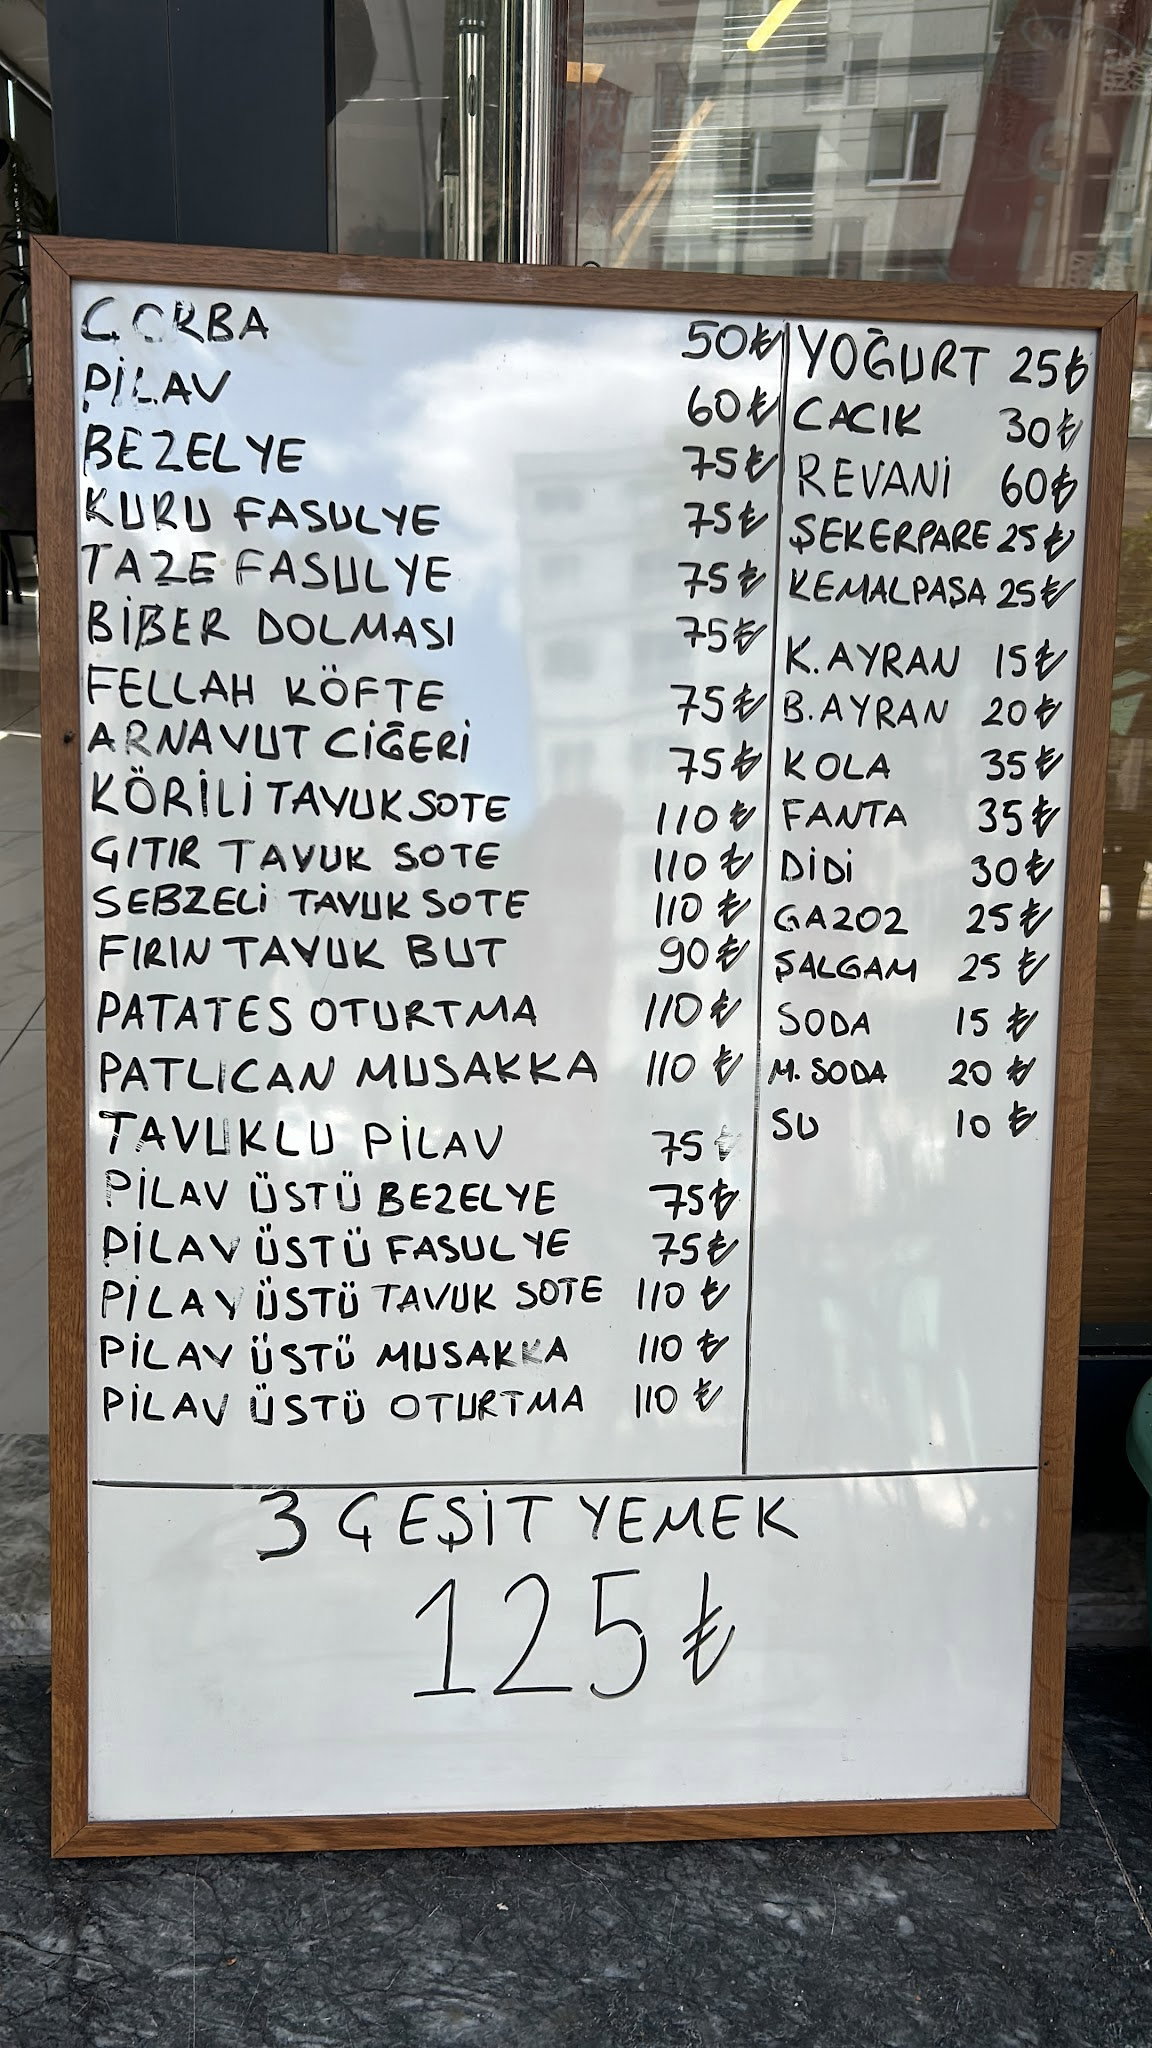 ÇORBA 50₺
PİLAV 60₺
BEZELYE 75₺
KURU FASULYE 75₺
TAZE FASULYE 75₺
BİBER DOLMASI 75₺
FELLAH KÖFTE 75₺
ARNAVUT CİĞERİ 75₺
KÖRİLİ TAVUK SOTE 110₺
GITIR TAVUK SOTE 110₺
SEBZELİ TAVUK SOTE 110₺
FIRIN TAVUK BUT 90₺
PATATES OTURTMA 110₺
PATLICAN MUSAKKA 110₺
TAVUKLU PİLAV 75₺
PİLAV ÜSTÜ BEZELYE 75₺
PİLAV ÜSTÜ FASULYE 75₺
PİLAV ÜSTÜ TAVUK SOTE 110₺
PİLAV ÜSTÜ MUSAKKA 110₺
PİLAV ÜSTÜ OTURTMA 110₺
YOĞURT 25₺
CACIK 30₺
REVANİ 60₺
ŞEKERPARE 25₺
KEMALPAŞA 25₺
K.AYRAN 15₺
B.AYRAN 20₺
KOLA 35₺
FANTA 35₺
DİDİ 30₺
GAZOZ 25₺
ŞALGAM 25₺
SODA 15₺
M.SODA 20₺
SU 10₺
3 ÇEŞİT YEMEK
125₺